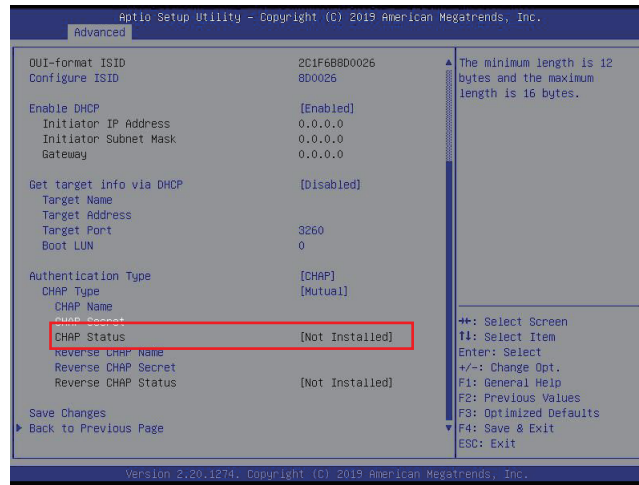 Aptio Setup Utility – Copyright (C) 2019 American Megatrends, Inc.
Advanced
OUI-format ISID 2C1F6B8D0026
Configure ISID 8D0026
Enable DHCP [Enabled]
Initiator IP Address 0.0.0.0
Initiator Subnet Mask 0.0.0.0
Gateway 0.0.0.0
Get target info via DHCP [Disabled]
Target Name
Target Address
Target Port 3260
Boot LUN 0
Authentication Type [CHAP]
CHAP Type [Mutual]
CHAP Name
CHAP Secret
CHAP Status [Not Installed]
Reverse CHAP Name
Reverse CHAP Secret
Reverse CHAP Status [Not Installed]
Save Changes
Back to Previous Page
The minimum length is 12
bytes and the maximum
length is 16 bytes.
→←: Select Screen
↑↓: Select Item
Enter: Select
+/-: Change Opt.
F1: General Help
F2: Previous Values
F3: Optimized Defaults
F4: Save & Exit
ESC: Exit
Version 2.20.1274. Copyright (C) 2019 American Megatrends, Inc.